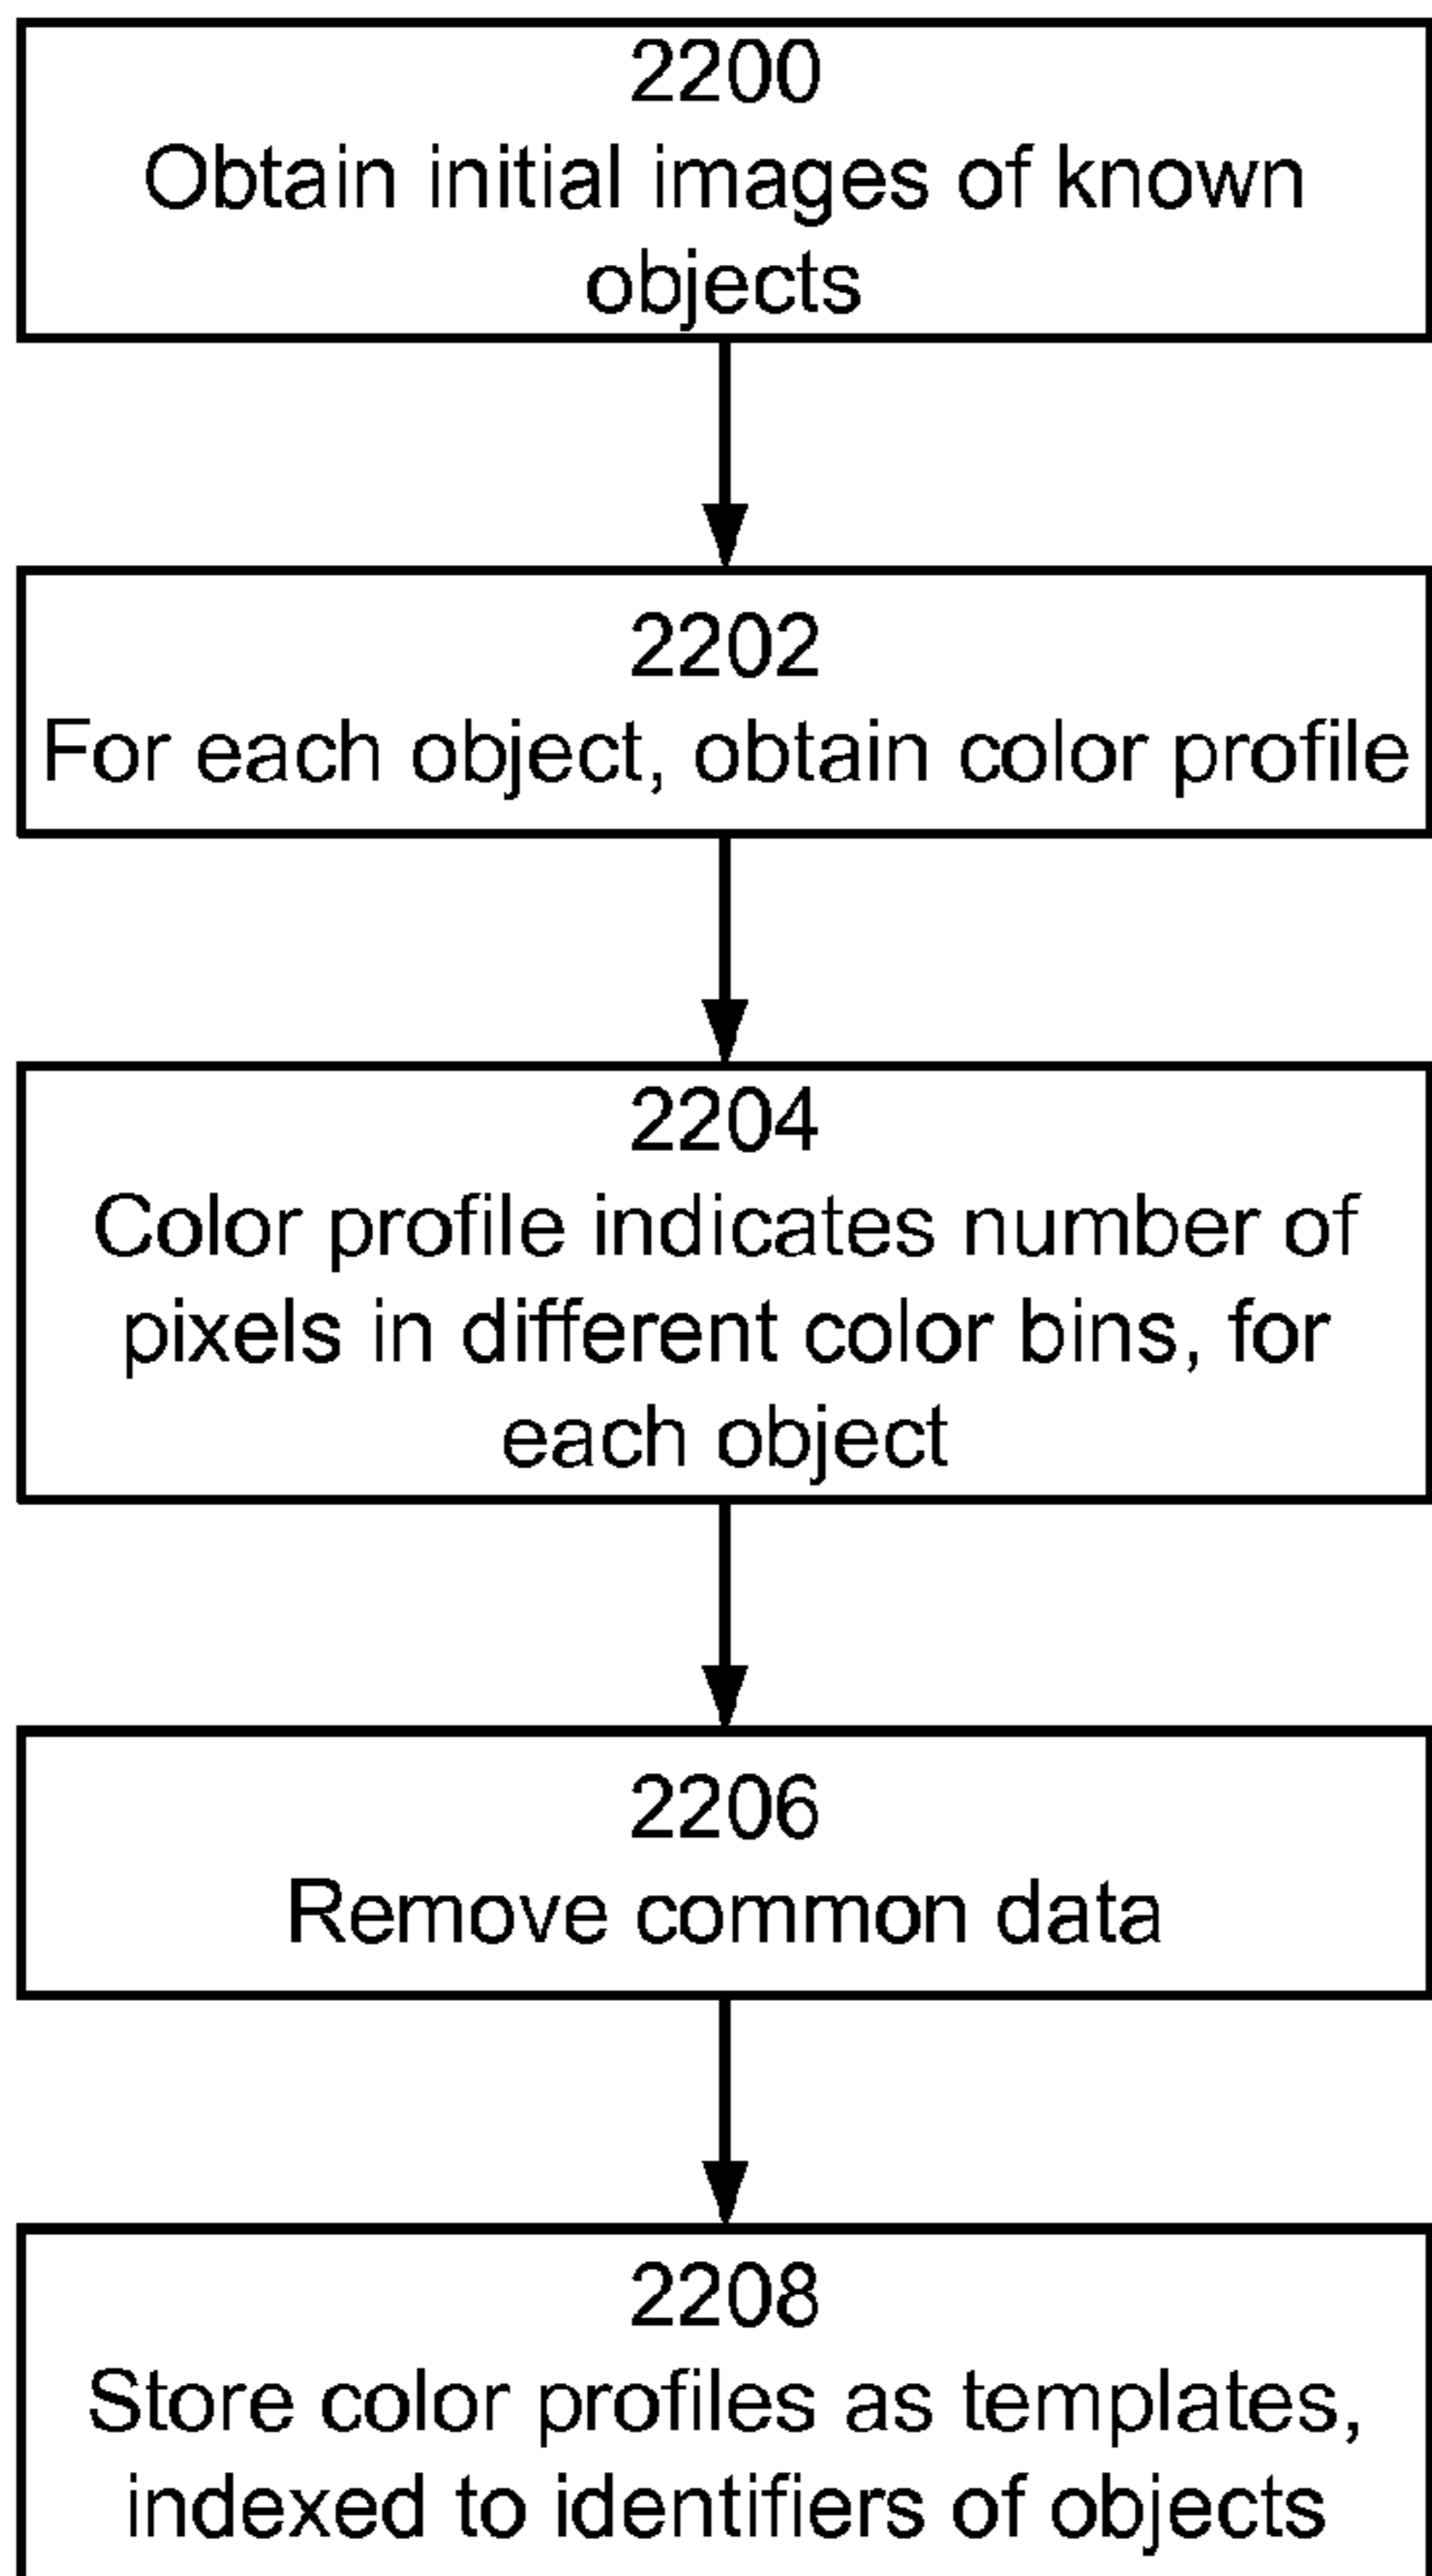 2200
Obtain initial images of known
objects
2202
For each object, obtain color profile
2204
Color profile indicates number of
pixels in different color bins, for
each object
2206
Remove common data
2208
Store color profiles as templates,
indexed to identifiers of objects